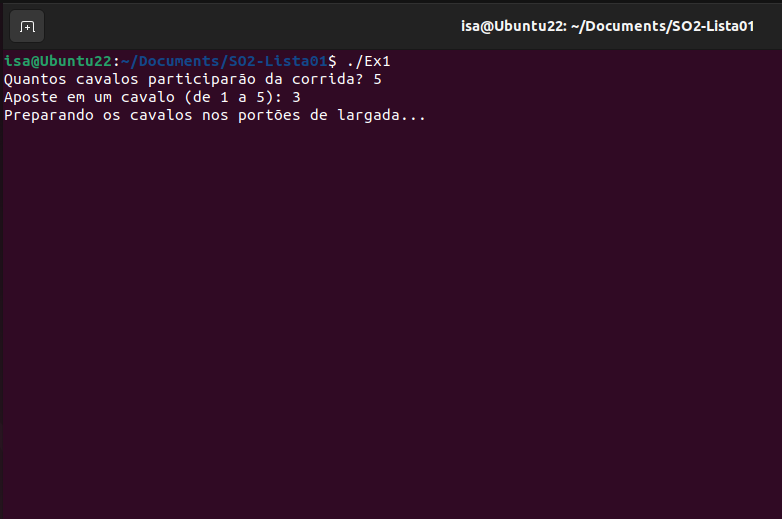 isa@Ubuntu22: ~/Documents/SO2-Lista01
isa@Ubuntu22:~/Documents/SO2-Lista01$ ./Ex1
Quantos cavalos participarão da corrida? 5
Aposte em um cavalo (de 1 a 5): 3
Preparando os cavalos nos portões de largada...